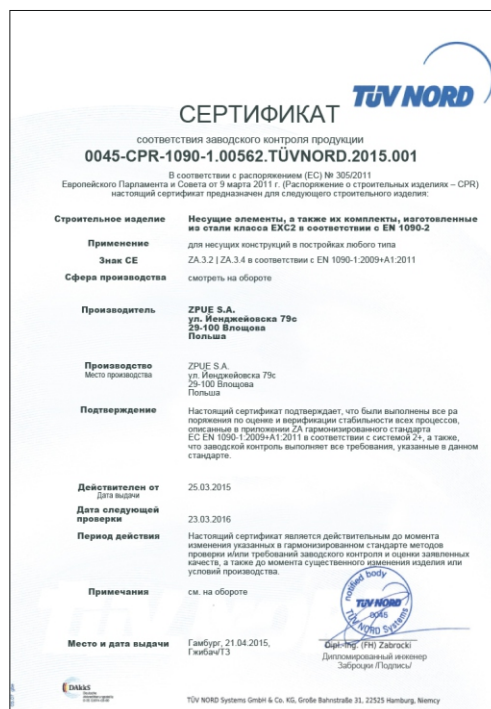 TÜV NORD
СЕРТИФИКАТ
соответствия заводского контроля продукции
0045-CPR-1090-1.00562.TÜVNORD.2015.001
В соответствии с распоряжением (ЕС) № 305/2011
Европейского Парламента и Совета от 9 марта 2011 г. (Распоряжение о строительных изделиях – CPR)
настоящий сертификат предназначен для следующего строительного изделия:
Строительное изделие Несущие элементы, а также их комплекты, изготовленные
из стали класса EXC2 в соответствии с EN 1090-2
Применение для несущих конструкций в постройках любого типа
Знак CE ZA.3.2 | ZA.3.4 в соответствии с EN 1090-1:2009+A1:2011
Сфера производства смотреть на обороте
Производитель ZPUE S.A.
ул. Йенджейовска 79c
29-100 Влощова
Польша
Производство ZPUE S.A.
Место производства ул. Йенджейовска 79c
29-100 Влощова
Польша
Подтверждение Настоящий сертификат подтверждает, что были выполнены все ра
поряжения по оценке и верификации стабильности всех процессов,
описанные в приложении ZA гармонизированного стандарта
ЕС EN 1090-1:2009+A1:2011 в соответствии с системой 2+, а также,
что заводской контроль выполняет все требования, указанные в данном
стандарте.
Действителен от 25.03.2015
Дата выдачи
Дата следующей
проверки 23.03.2016
Период действия Настоящий сертификат является действительным до момента
изменения указанных в гармонизированном стандарте методов
проверки и/или требований заводского контроля и оценки заявленных
качеств, а также до момента существенного изменения изделия или
условий производства.
Примечания см. на обороте
notified body
TÜV NORD
0045
TÜV NORD Systems
Место и дата выдачи Гамбург, 21.04.2015,
Гжибач/ТЗ
Dipl.-Ing. (FH) Zabrocki
Дипломированный инженер
Заброцки /Подпись/
DAkkS
TÜV NORD Systems GmbH & Co. KG, Große Bahnstraße 31, 22525 Hamburg, Niemcy